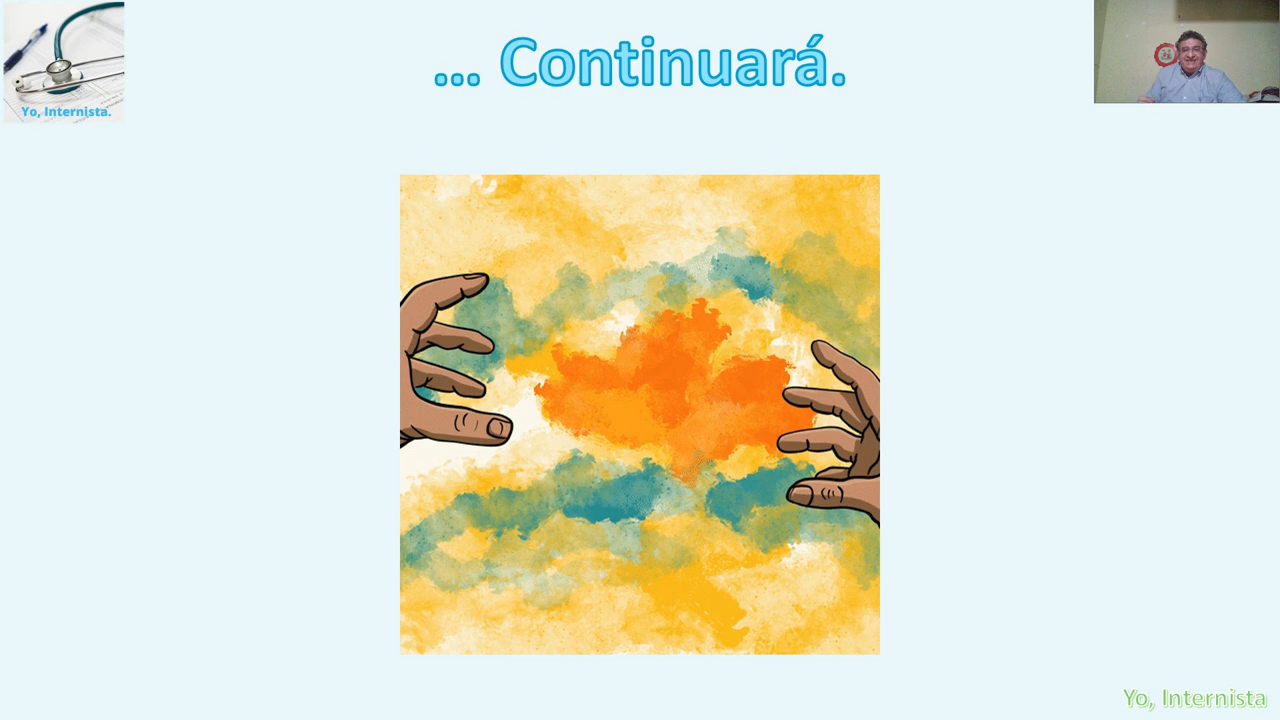 ... Continuará.
Yo, Internista.
Yo, Internista